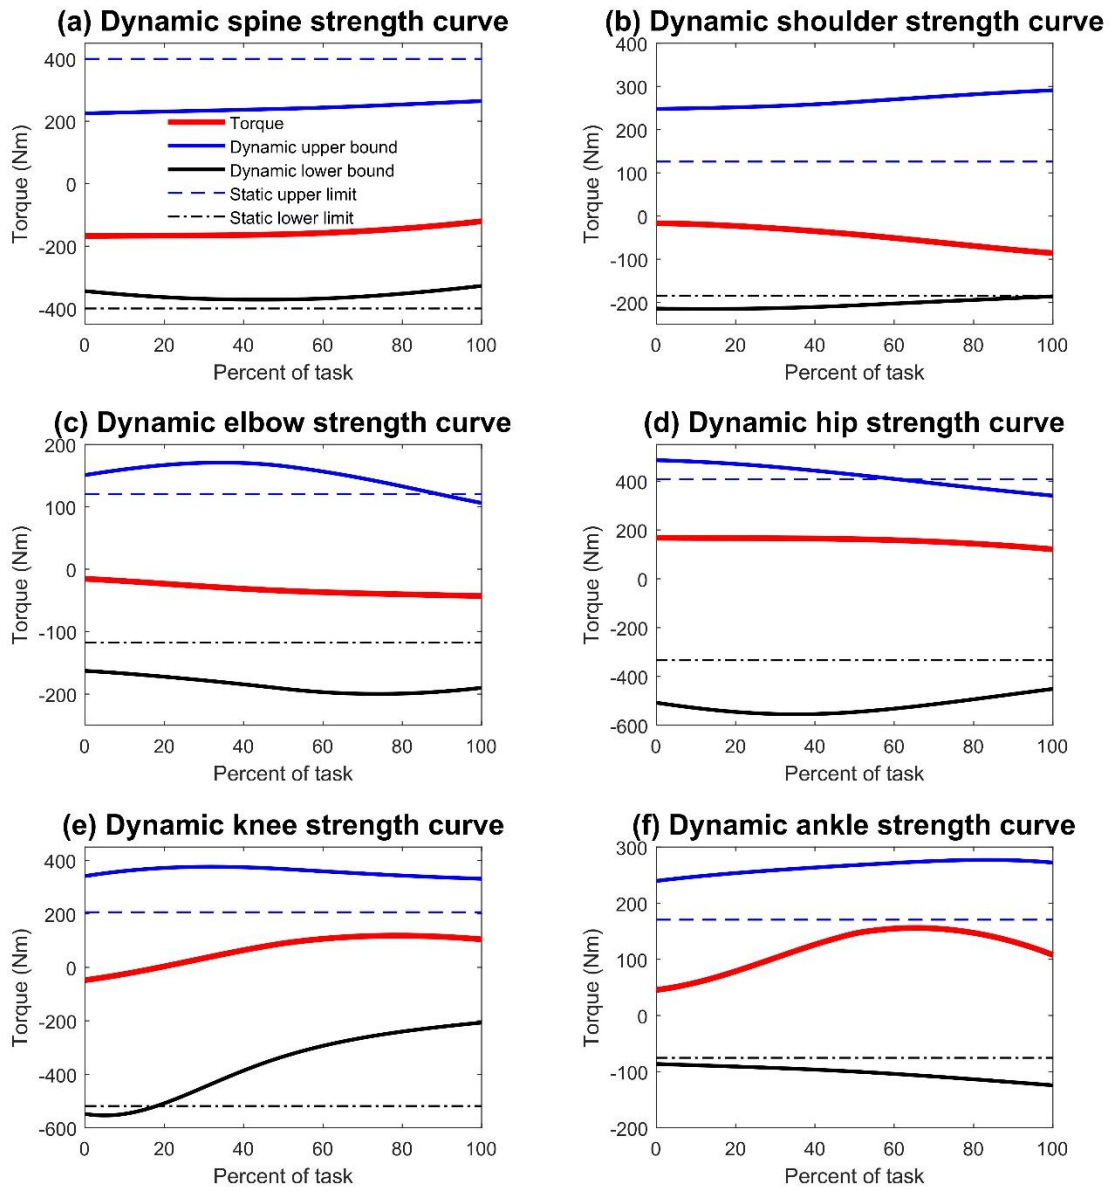 (a) Dynamic spine strength curve
400
200
0
-200
-400
Torque (Nm)
Torque
Dynamic upper bound
Dynamic lower bound
Static upper limit
Static lower limit
0 20 40 60 80 100
Percent of task
(b) Dynamic shoulder strength curve
400
300
200
100
0
-100
-200
Torque (Nm)
0 20 40 60 80 100
Percent of task
(c) Dynamic elbow strength curve
200
100
0
-100
-200
Torque (Nm)
0 20 40 60 80 100
Percent of task
(d) Dynamic hip strength curve
400
200
0
-200
-400
-600
Torque (Nm)
0 20 40 60 80 100
Percent of task
(e) Dynamic knee strength curve
400
200
0
-200
-400
-600
Torque (Nm)
0 20 40 60 80 100
Percent of task
(f) Dynamic ankle strength curve
300
200
100
0
-100
-200
Torque (Nm)
0 20 40 60 80 100
Percent of task